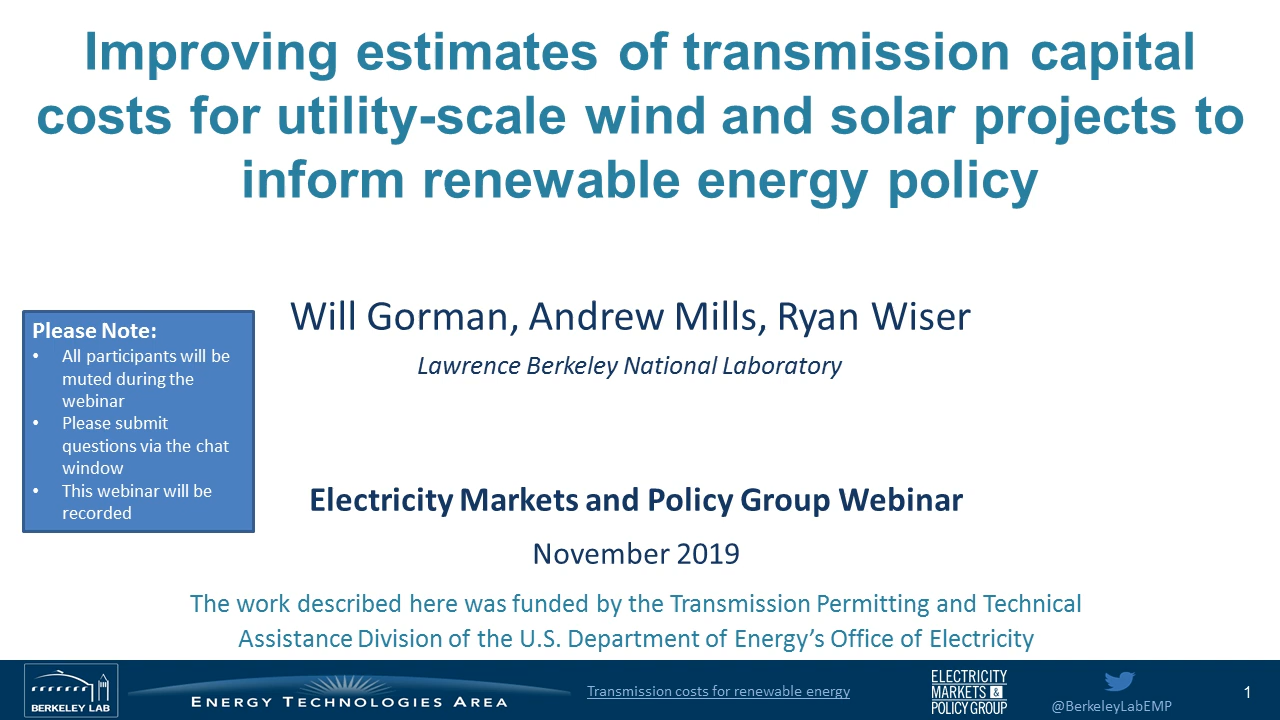 Improving estimates of transmission capital
costs for utility-scale wind and solar projects to
inform renewable energy policy
Will Gorman, Andrew Mills, Ryan Wiser
Lawrence Berkeley National Laboratory
Please Note:
• All participants will be
muted during the
webinar
• Please submit
questions via the chat
window
• This webinar will be
recorded
Electricity Markets and Policy Group Webinar
November 2019
The work described here was funded by the Transmission Permitting and Technical
Assistance Division of the U.S. Department of Energy’s Office of Electricity
BERKELEY LAB
ENERGY TECHNOLOGIES AREA
Transmission costs for renewable energy
ELECTRICITY
MARKETS &
POLICY GROUP
@BerkeleyLabEMP
1